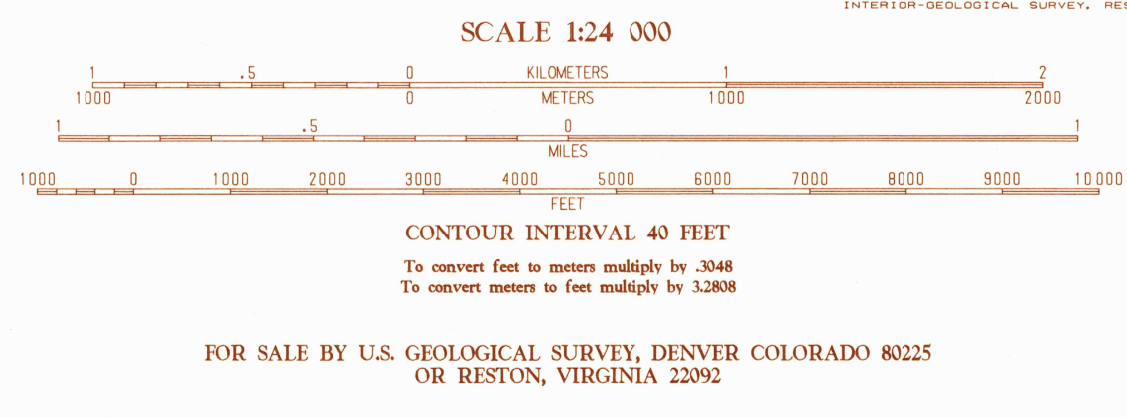 INTERIOR-GEOLOGICAL SURVEY, RES
SCALE 1:24 000
1 .5 0 KILOMETERS 1 2
1000 0 METERS 1000 2000
1 .5 0 1
MILES
1000 0 1000 2000 3000 4000 5000 6000 7000 8000 9000 10 000
FEET
CONTOUR INTERVAL 40 FEET
To convert feet to meters multiply by .3048
To convert meters to feet multiply by 3.2808
FOR SALE BY U.S. GEOLOGICAL SURVEY, DENVER COLORADO 80225
OR RESTON, VIRGINIA 22092